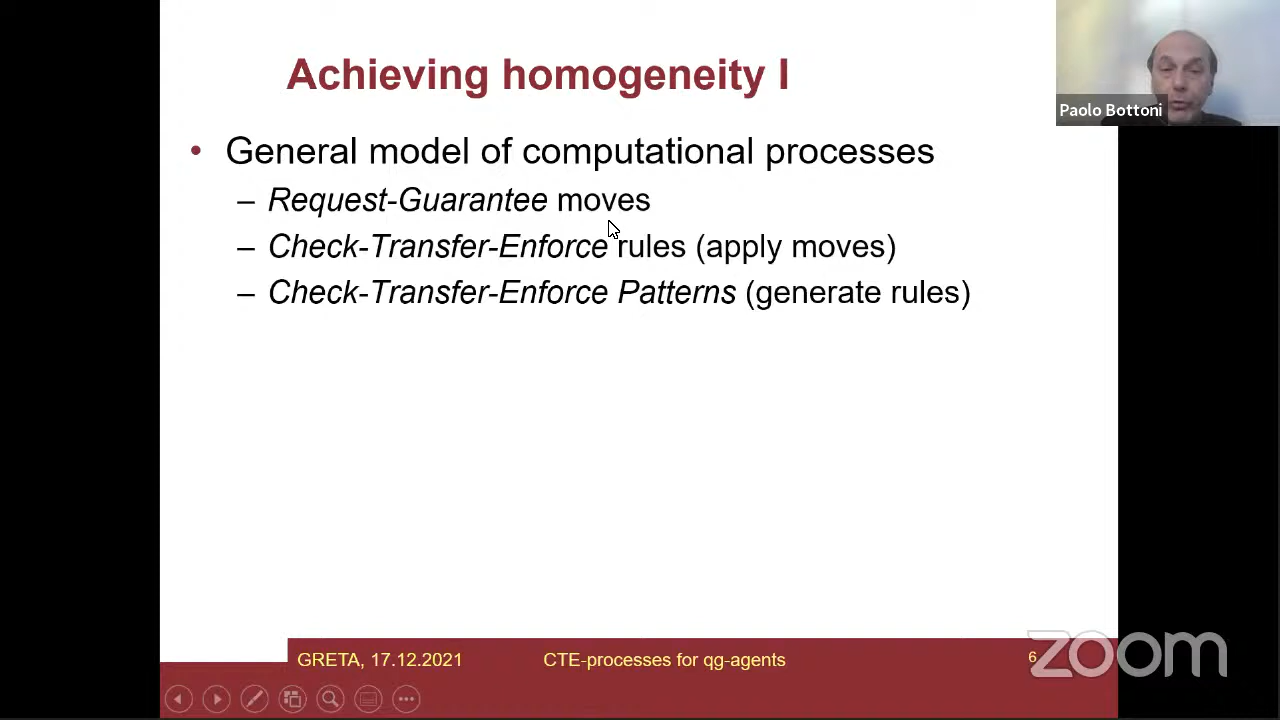 Achieving homogeneity I
Paolo Bottoni
• General model of computational processes
– Request-Guarantee moves
– Check-Transfer-Enforce rules (apply moves)
– Check-Transfer-Enforce Patterns (generate rules)
GRETA, 17.12.2021
CTE-processes for qg-agents
6
zoom